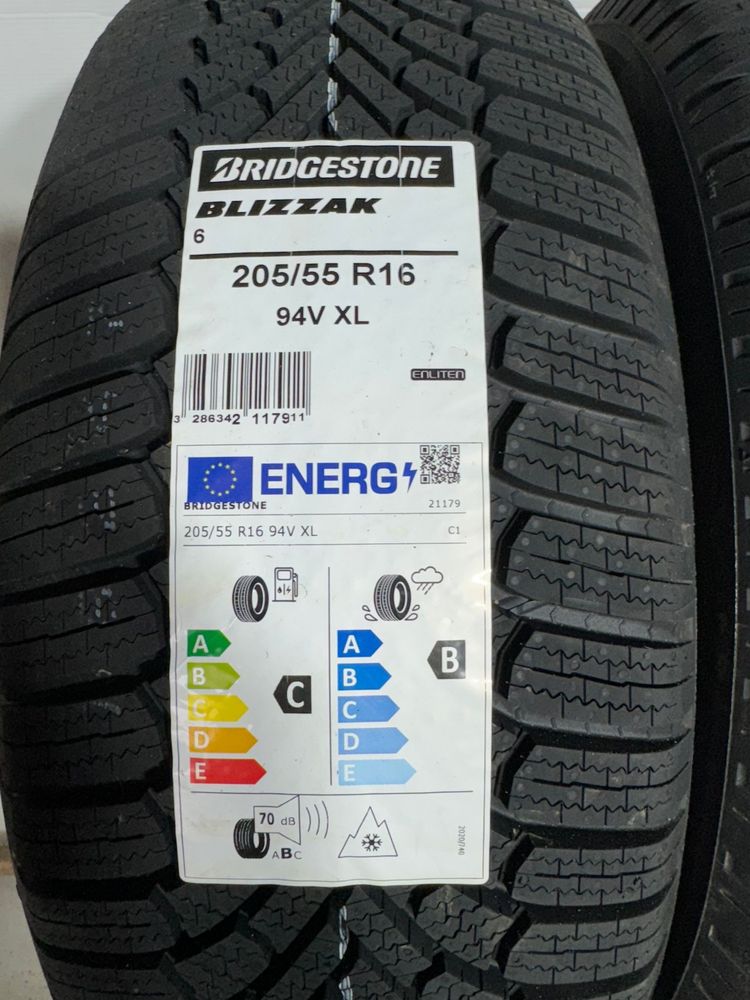 BRIDGESTONE
BLIZZAK
6
205/55 R16
94V XL
ENLITEN
3 286342 117911
ENERG
BRIDGESTONE 21179
205/55 R16 94V XL C1
A A
B B B
C C C
D D
E E
70 dB
ABC
2020/740